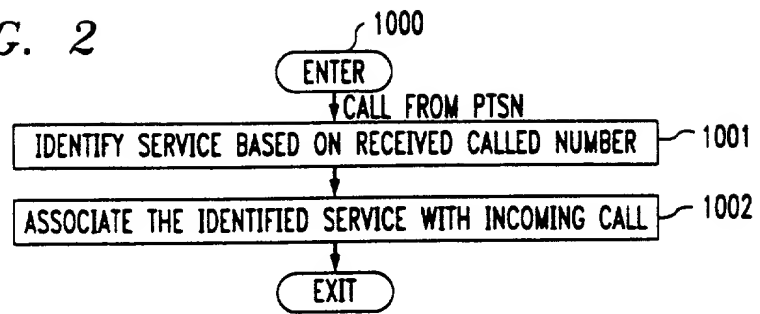 G. 2
1000
ENTER
CALL FROM PTSN
IDENTIFY SERVICE BASED ON RECEIVED CALLED NUMBER
1001
ASSOCIATE THE IDENTIFIED SERVICE WITH INCOMING CALL
1002
EXIT